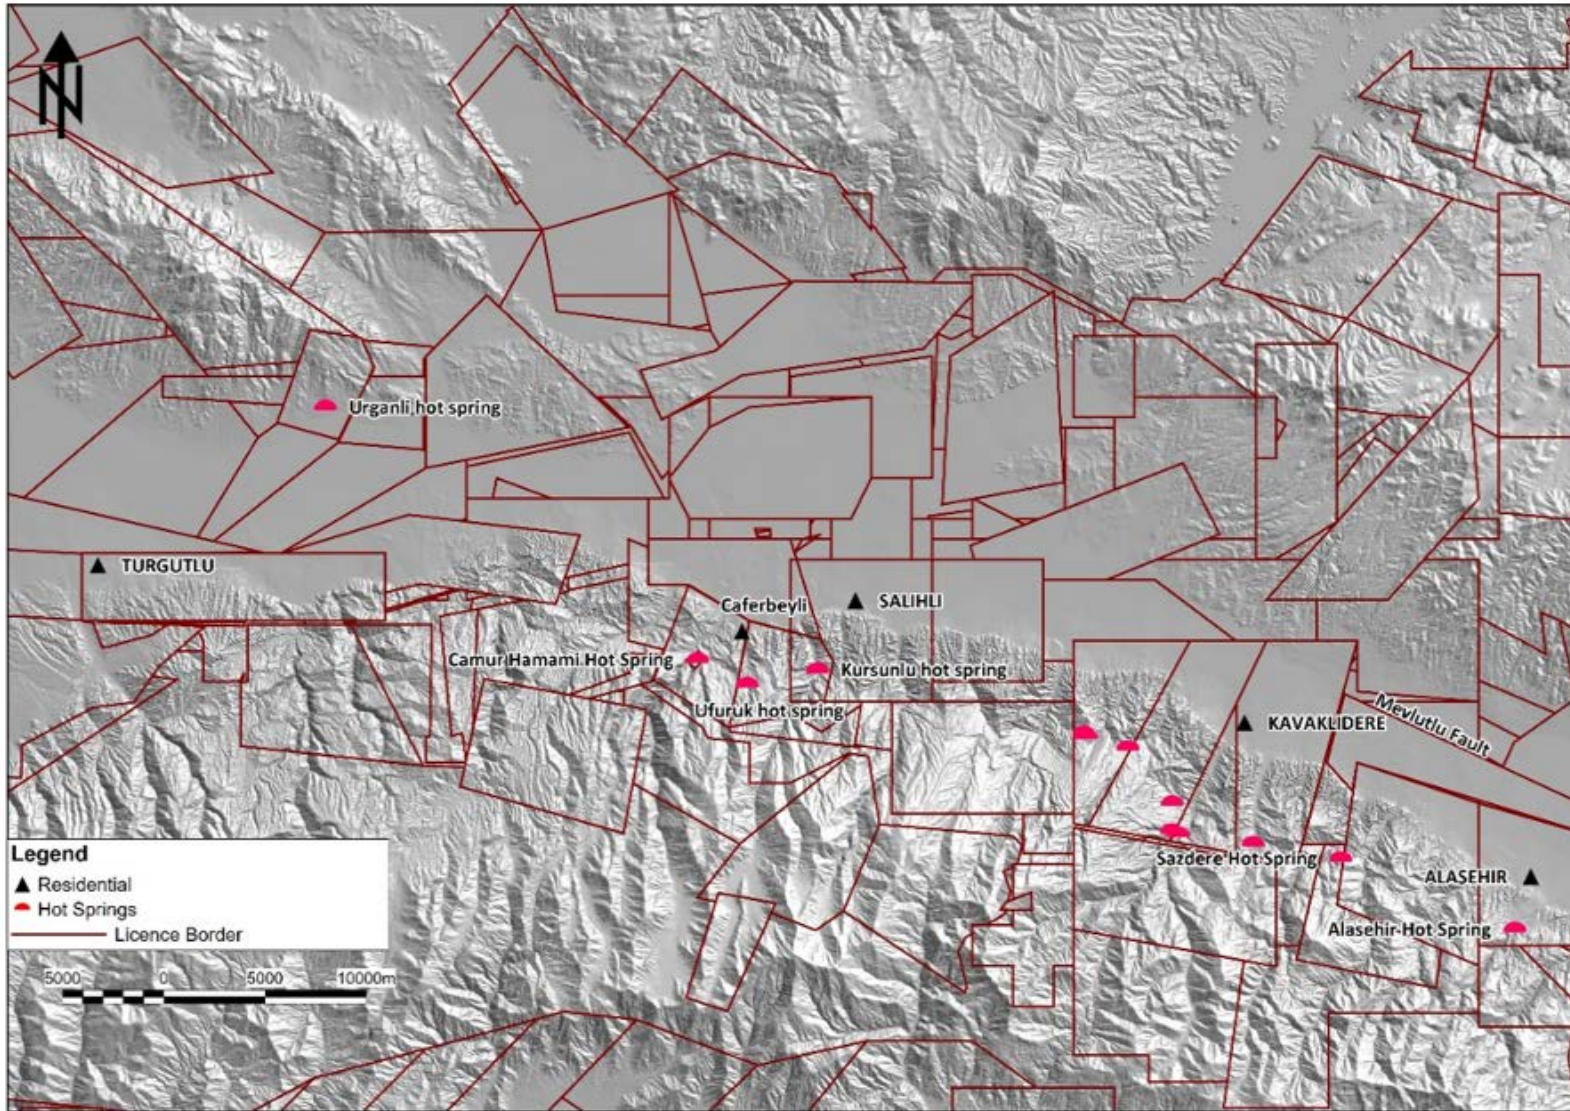 N
Urganli hot spring
TURGUTLU
Caferbeyli
SALIHLI
Camur Hamami Hot Spring
Kursunlu hot spring
Ufuruk hot spring
Mevlutlu Fault
KAVAKLIDERE
Sazdere Hot Spring
ALASEHIR
Alasehir Hot Spring
Legend
Residential
Hot Springs
Licence Border
5000 0 5000 10000m